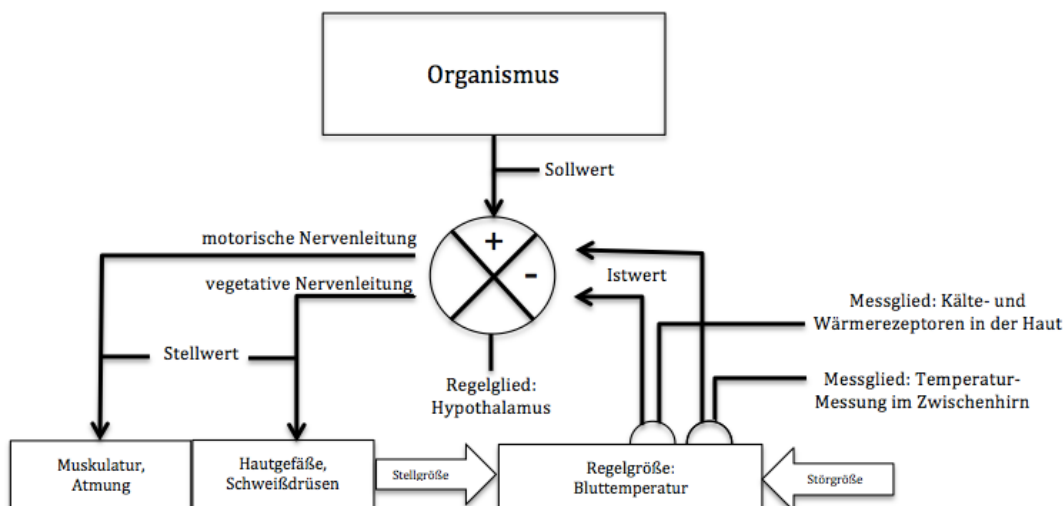 Organismus
Sollwert
motorische Nervenleitung
+
-
vegetative Nervenleitung
Istwert
Messglied: Kälte- und
Wärmerezeptoren in der Haut
Stellwert
Regelglied:
Hypothalamus
Messglied: Temperatur-
Messung im Zwischenhirn
Muskulatur,
Atmung
Hautgefäße,
Schweißdrüsen
Stellgröße
Regelgröße:
Bluttemperatur
Störgröße